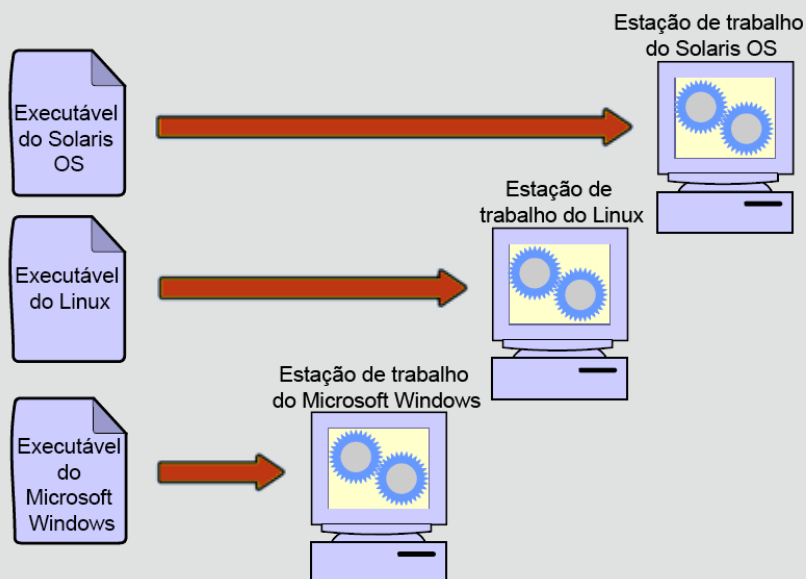 Estação de trabalho
do Solaris OS
Executável
do Solaris
OS
Estação de
trabalho do Linux
Executável
do Linux
Estação de trabalho
do Microsoft Windows
Executável
do
Microsoft
Windows